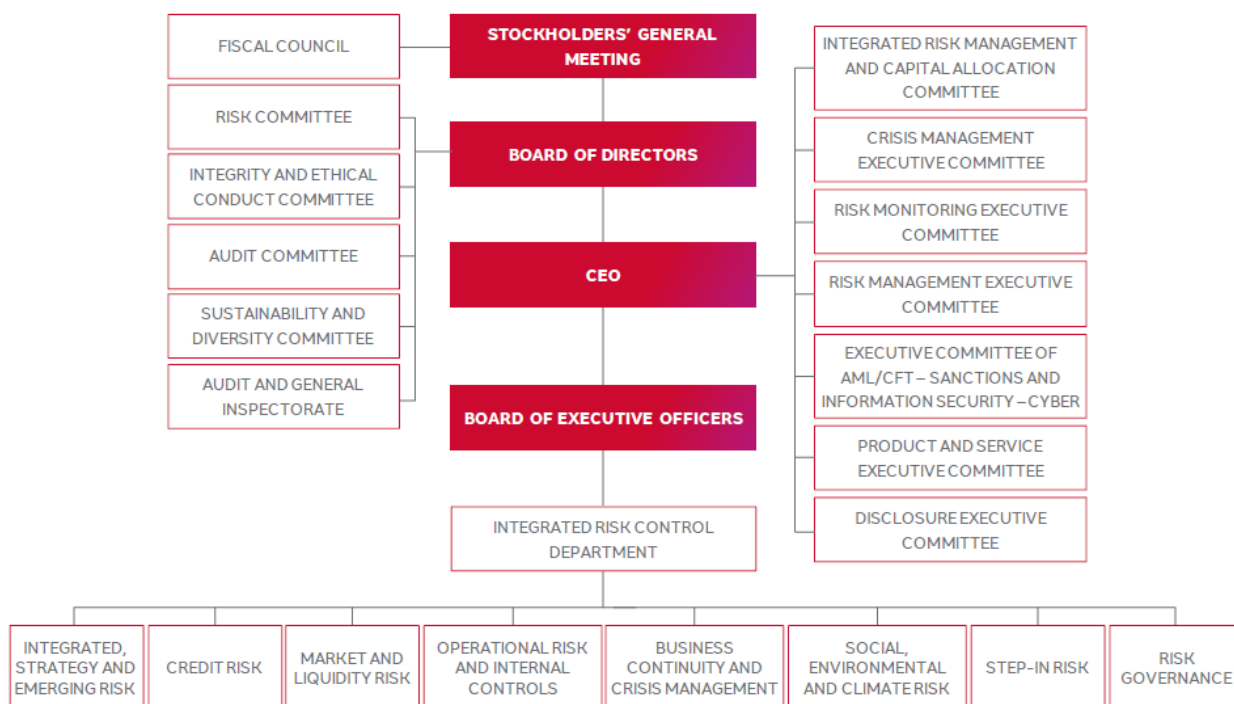 FISCAL COUNCIL
STOCKHOLDERS’ GENERAL
MEETING
INTEGRATED RISK MANAGEMENT
AND CAPITAL ALLOCATION
COMMITTEE
RISK COMMITTEE
BOARD OF DIRECTORS
CRISIS MANAGEMENT
EXECUTIVE COMMITTEE
INTEGRITY AND ETHICAL
CONDUCT COMMITTEE
RISK MONITORING EXECUTIVE
COMMITTEE
AUDIT COMMITTEE
CEO
RISK MANAGEMENT EXECUTIVE
COMMITTEE
SUSTAINABILITY AND
DIVERSITY COMMITTEE
EXECUTIVE COMMITTEE OF
AML/CFT – SANCTIONS AND
INFORMATION SECURITY – CYBER
AUDIT AND GENERAL
INSPECTORATE
BOARD OF EXECUTIVE OFFICERS
PRODUCT AND SERVICE
EXECUTIVE COMMITTEE
INTEGRATED RISK CONTROL
DEPARTMENT
DISCLOSURE EXECUTIVE
COMMITTEE
INTEGRATED,
STRATEGY AND
EMERGING RISK
CREDIT RISK
MARKET AND
LIQUIDITY RISK
OPERATIONAL RISK
AND INTERNAL
CONTROLS
BUSINESS
CONTINUITY AND
CRISIS MANAGEMENT
SOCIAL,
ENVIRONMENTAL
AND CLIMATE RISK
STEP-IN RISK
RISK
GOVERNANCE